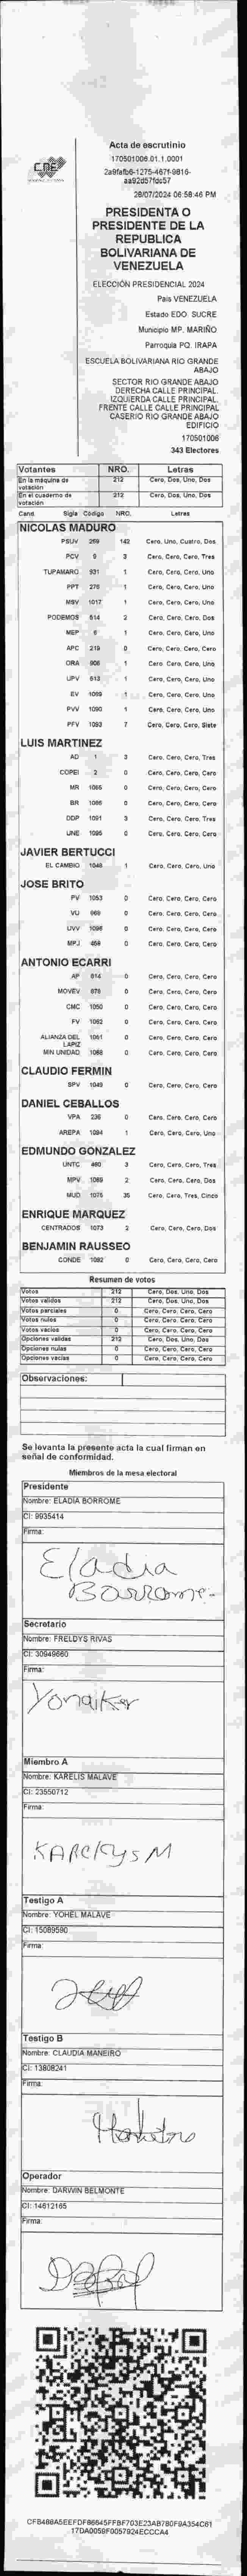 CNE
Acta de escrutinio
170501006.01.1.0001
2a9fafb6-1275-467f-9816-
aa92d57fdc57
28/07/2024 06:58:46 PM
PRESIDENTA O
PRESIDENTE DE LA
REPUBLICA
BOLIVARIANA DE
VENEZUELA
ELECCIÓN PRESIDENCIAL 2024
País VENEZUELA
Estado EDO. SUCRE
Municipio MP. MARIÑO
Parroquia PQ. IRAPA
ESCUELA BOLIVARIANA RIO GRANDE
ABAJO
SECTOR RIO GRANDE ABAJO
DERECHA CALLE PRINCIPAL.
IZQUIERDA CALLE PRINCIPAL.
FRENTE CALLE CALLE PRINCIPAL
CASERIO RIO GRANDE ABAJO
EDIFICIO
170501006
343 Electores
Votantes NRO. Letras
En la máquina de votación 212 Cero, Dos, Uno, Dos
En el cuaderno de votación 212 Cero, Dos, Uno, Dos
Cand. Sigla Código NRO. Letras
NICOLAS MADURO
PSUV 259 142 Cero, Uno, Cuatro, Dos
PCV 9 3 Cero, Cero, Cero, Tres
TUPAMARO 931 1 Cero, Cero, Cero, Uno
PPT 276 1 Cero, Cero, Cero, Uno
MSV 1017 1 Cero, Cero, Cero, Uno
PODEMOS 614 2 Cero, Cero, Cero, Dos
MEP 6 1 Cero, Cero, Cero, Uno
APC 219 0 Cero, Cero, Cero, Cero
ORA 906 1 Cero, Cero, Cero, Uno
UPV 613 1 Cero, Cero, Cero, Uno
EV 1069 1 Cero, Cero, Cero, Uno
PVV 1090 1 Cero, Cero, Cero, Uno
PFV 1093 7 Cero, Cero, Cero, Siete
LUIS MARTINEZ
AD 1 3 Cero, Cero, Cero, Tres
COPEI 2 0 Cero, Cero, Cero, Cero
MR 1065 0 Cero, Cero, Cero, Cero
BR 1066 0 Cero, Cero, Cero, Cero
DDP 1091 3 Cero, Cero, Cero, Tres
UNE 1095 0 Cero, Cero, Cero, Cero
JAVIER BERTUCCI
EL CAMBIO 1049 1 Cero, Cero, Cero, Uno
JOSE BRITO
PV 1053 0 Cero, Cero, Cero, Cero
VU 969 0 Cero, Cero, Cero, Cero
UVV 1098 0 Cero, Cero, Cero, Cero
MPJ 458 0 Cero, Cero, Cero, Cero
ANTONIO ECARRI
AP 814 0 Cero, Cero, Cero, Cero
MOVEV 878 0 Cero, Cero, Cero, Cero
CMC 1050 0 Cero, Cero, Cero, Cero
FV 1052 0 Cero, Cero, Cero, Cero
ALIANZA DEL LAPIZ 1061 0 Cero, Cero, Cero, Cero
MIN UNIDAD 1068 0 Cero, Cero, Cero, Cero
CLAUDIO FERMIN
SPV 1045 0 Cero, Cero, Cero, Cero
DANIEL CEBALLOS
VPA 236 0 Cero, Cero, Cero, Cero
AREPA 1094 1 Cero, Cero, Cero, Uno
EDMUNDO GONZALEZ
UNTC 460 3 Cero, Cero, Cero, Tres
MPV 1089 2 Cero, Cero, Cero, Dos
MUD 1075 35 Cero, Cero, Tres, Cinco
ENRIQUE MARQUEZ
CENTRADOS 1073 2 Cero, Cero, Cero, Dos
BENJAMIN RAUSSEO
CONDE 1092 0 Cero, Cero, Cero, Cero
Resumen de votos
Votos 212 Cero, Dos, Uno, Dos
Votos validos 212 Cero, Dos, Uno, Dos
Votos parciales 0 Cero, Cero, Cero, Cero
Votos nulos 0 Cero, Cero, Cero, Cero
Votos vacíos 0 Cero, Cero, Cero, Cero
Opciones validas 212 Cero, Dos, Uno, Dos
Opciones nulas 0 Cero, Cero, Cero, Cero
Opciones vacías 0 Cero, Cero, Cero, Cero
Observaciones:
Se levanta la presente acta la cual firman en
señal de conformidad.
Miembros de la mesa electoral
Presidente
Nombre: ELADIA BORROME
CI: 9935414
Firma:
Eladia
Borrome
Secretario
Nombre: FRELDYS RIVAS
CI: 30949660
Firma:
Yonaiker
Miembro A
Nombre: KARELIS MALAVE
CI: 23550712
Firma:
KARElys M
Testigo A
Nombre: YOHEL MALAVE
CI: 15089590
Firma:
Testigo B
Nombre: CLAUDIA MANEIRO
CI: 13808241
Firma:
Operador
Nombre: DARWIN BELMONTE
CI: 14612165
Firma:
CFB488A5EEFDF86645FFBF703E23AB780F9A354C61
17DA0059F0057924ECCCA4